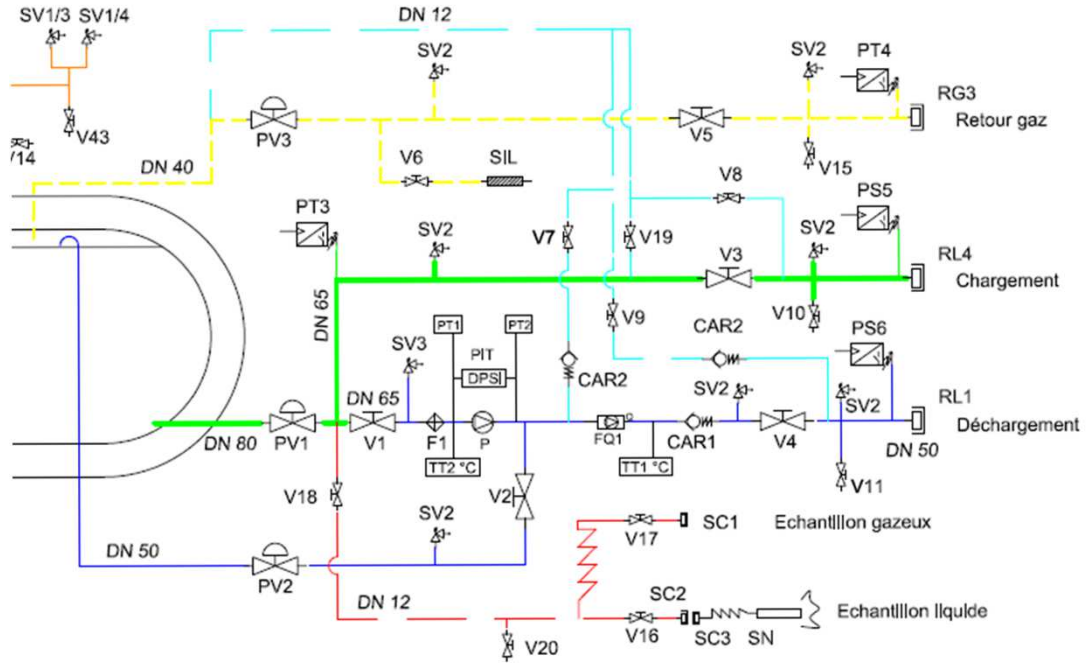 DN 12
SV1/3 SV1/4
SV2
SV2
PT4
RG3
Retour gaz
V43
PV3
V5
V15
V14
DN 40
V6
SIL
V8
PT3
SV2
V7
V19
V3
SV2
PS5
RL4
Chargement
DN 65
V9
V10
PT1
PT2
SV3
PIT
DPSI
CAR2
CAR2
PS6
DN 65
SV2
SV2
RL1
Déchargement
DN 80
PV1
V1
F1
P
FQ1
Q
CAR1
V4
DN 50
TT2 °C
TT1 °C
V11
V18
V2
SV2
V17
SC1
Echantillon gazeux
DN 50
PV2
DN 12
SC2
Echantillon liquide
V16
SC3
SN
V20